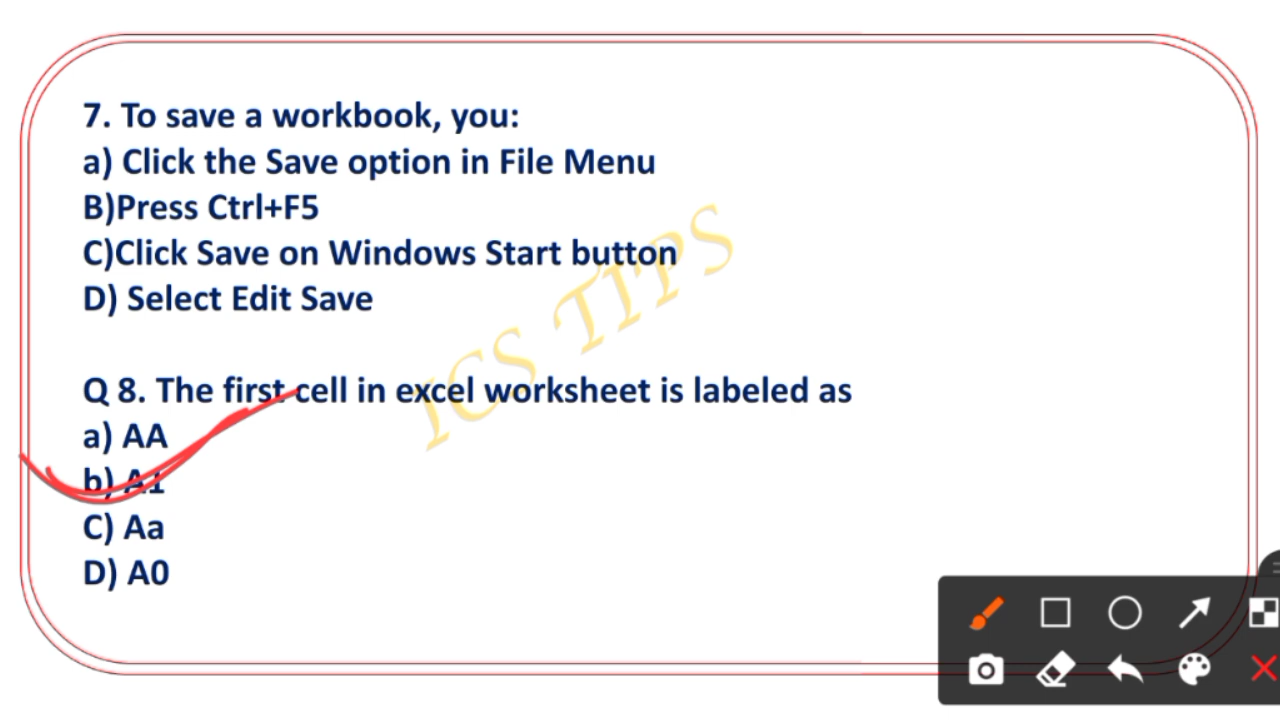 7. To save a workbook, you:
a) Click the Save option in File Menu
B)Press Ctrl+F5
C)Click Save on Windows Start button
D) Select Edit Save
ICS TIPS
Q 8. The first cell in excel worksheet is labeled as
a) AA
b) A1
C) Aa
D) A0